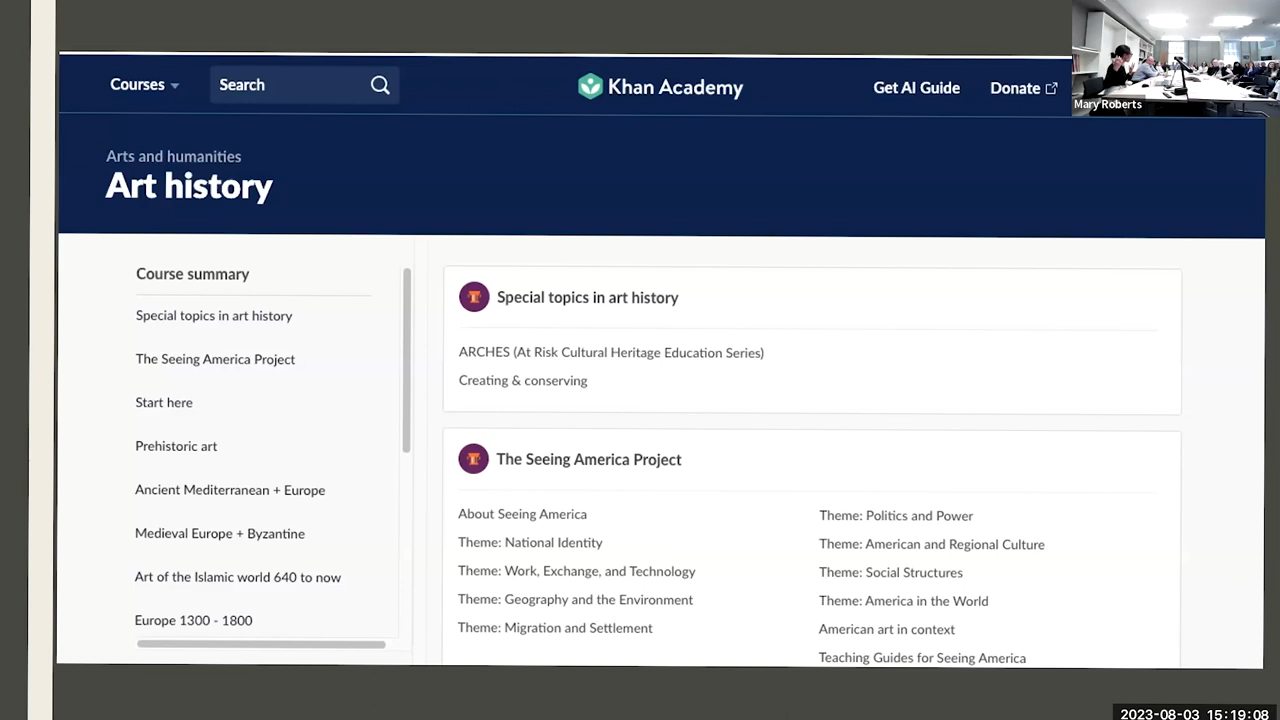 Courses
Search
Khan Academy
Get AI Guide
Donate
Mary Roberts
Arts and humanities
Art history
Course summary
Special topics in art history
The Seeing America Project
Start here
Prehistoric art
Ancient Mediterranean + Europe
Medieval Europe + Byzantine
Art of the Islamic world 640 to now
Europe 1300 - 1800
Special topics in art history
ARCHES (At Risk Cultural Heritage Education Series)
Creating & conserving
The Seeing America Project
About Seeing America
Theme: National Identity
Theme: Work, Exchange, and Technology
Theme: Geography and the Environment
Theme: Migration and Settlement
Theme: Politics and Power
Theme: American and Regional Culture
Theme: Social Structures
Theme: America in the World
American art in context
Teaching Guides for Seeing America
2023-08-03 15:19:08